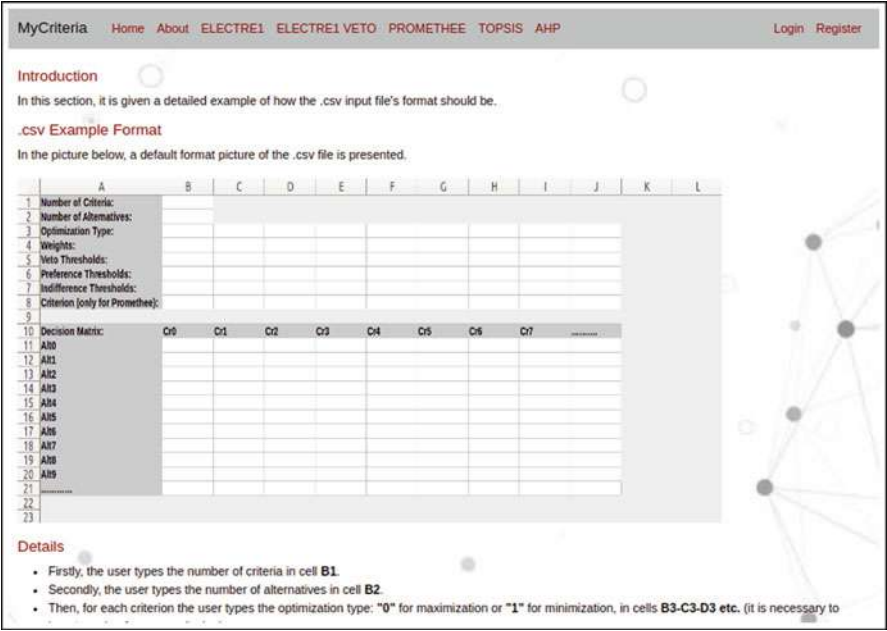 MyCriteria Home About ELECTRE1 ELECTRE1 VETO PROMETHEE TOPSIS AHP Login Register
Introduction
In this section, it is given a detailed example of how the .csv input file's format should be.
.csv Example Format
In the picture below, a default format picture of the .csv file is presented.
A B C D E F G H I J K L
1 Number of Criteria:
2 Number of Alternatives:
3 Optimization Type:
4 Weights:
5 Veto Thresholds:
6 Preference Thresholds:
7 Indifference Thresholds:
8 Criterion (only for Promethee):
9
10 Decision Matrix: Cr0 Cr1 Cr2 Cr3 Cr4 Cr5 Cr6 Cr7 ..........
11 Alt0
12 Alt1
13 Alt2
14 Alt3
15 Alt4
16 Alt5
17 Alt6
18 Alt7
19 Alt8
20 Alt9
21 ............
22
23
Details
• Firstly, the user types the number of criteria in cell B1.
• Secondly, the user types the number of alternatives in cell B2.
• Then, for each criterion the user types the optimization type: "0" for maximization or "1" for minimization, in cells B3-C3-D3 etc. (it is necessary to